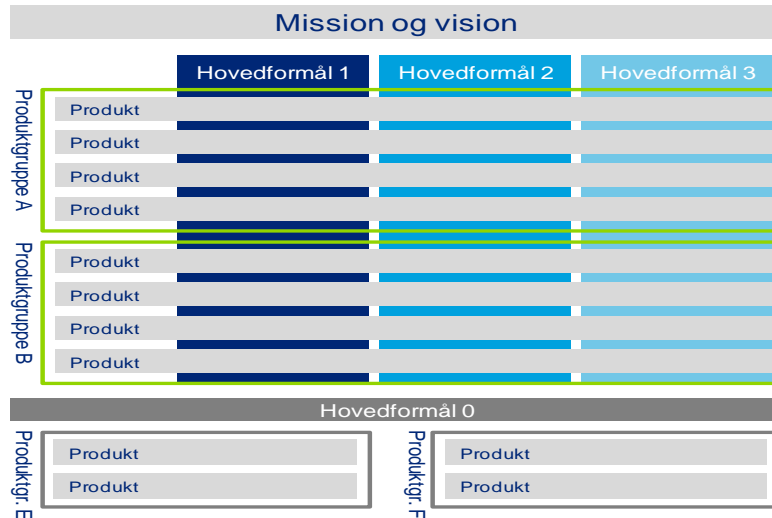 Mission og vision
Hovedformål 1
Hovedformål 2
Hovedformål 3
Produktgruppe A
Produkt
Produkt
Produkt
Produkt
Produktgruppe B
Produkt
Produkt
Produkt
Produkt
Hovedformål 0
Produktgr. E
Produkt
Produkt
Produktgr. F
Produkt
Produkt